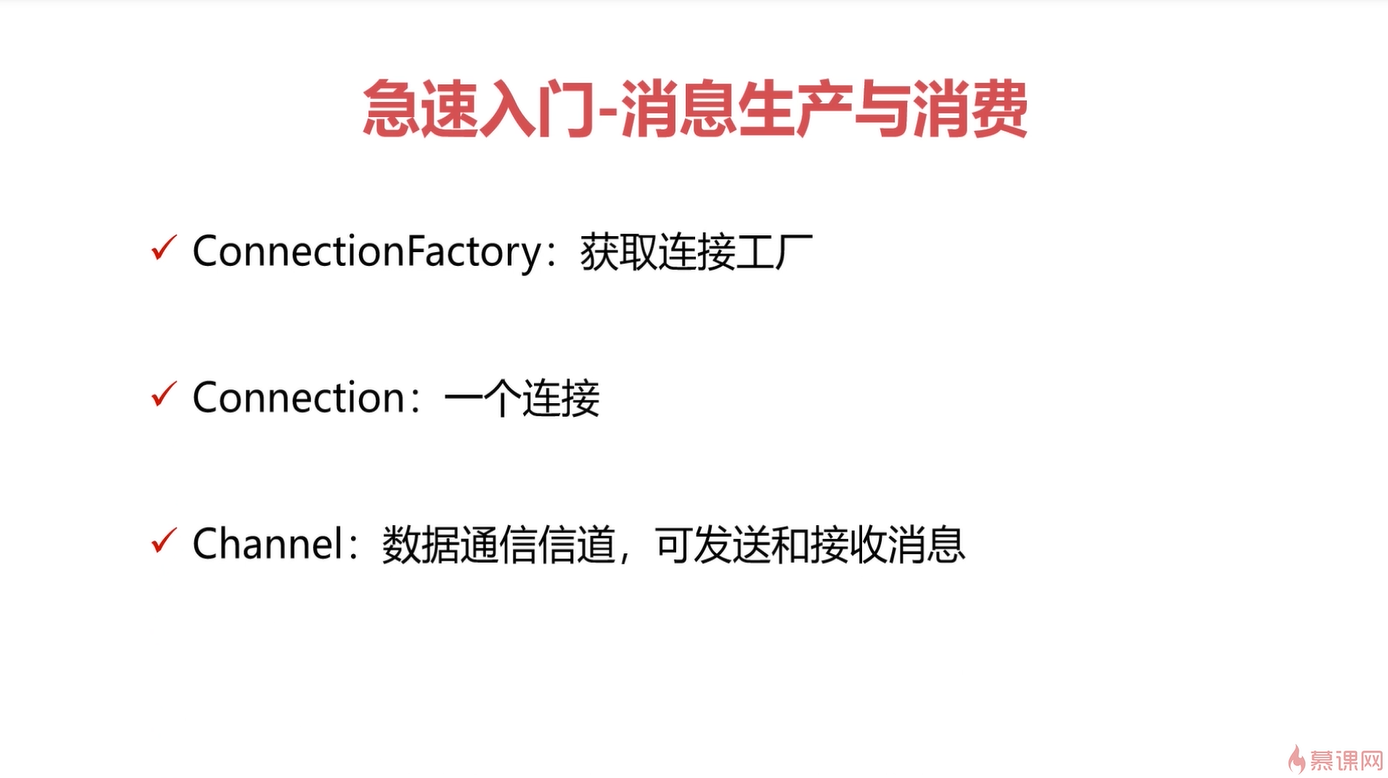 急速入门-消息生产与消费
ConnectionFactory：获取连接工厂
Connection：一个连接
Channel：数据通信信道，可发送和接收消息
慕课网